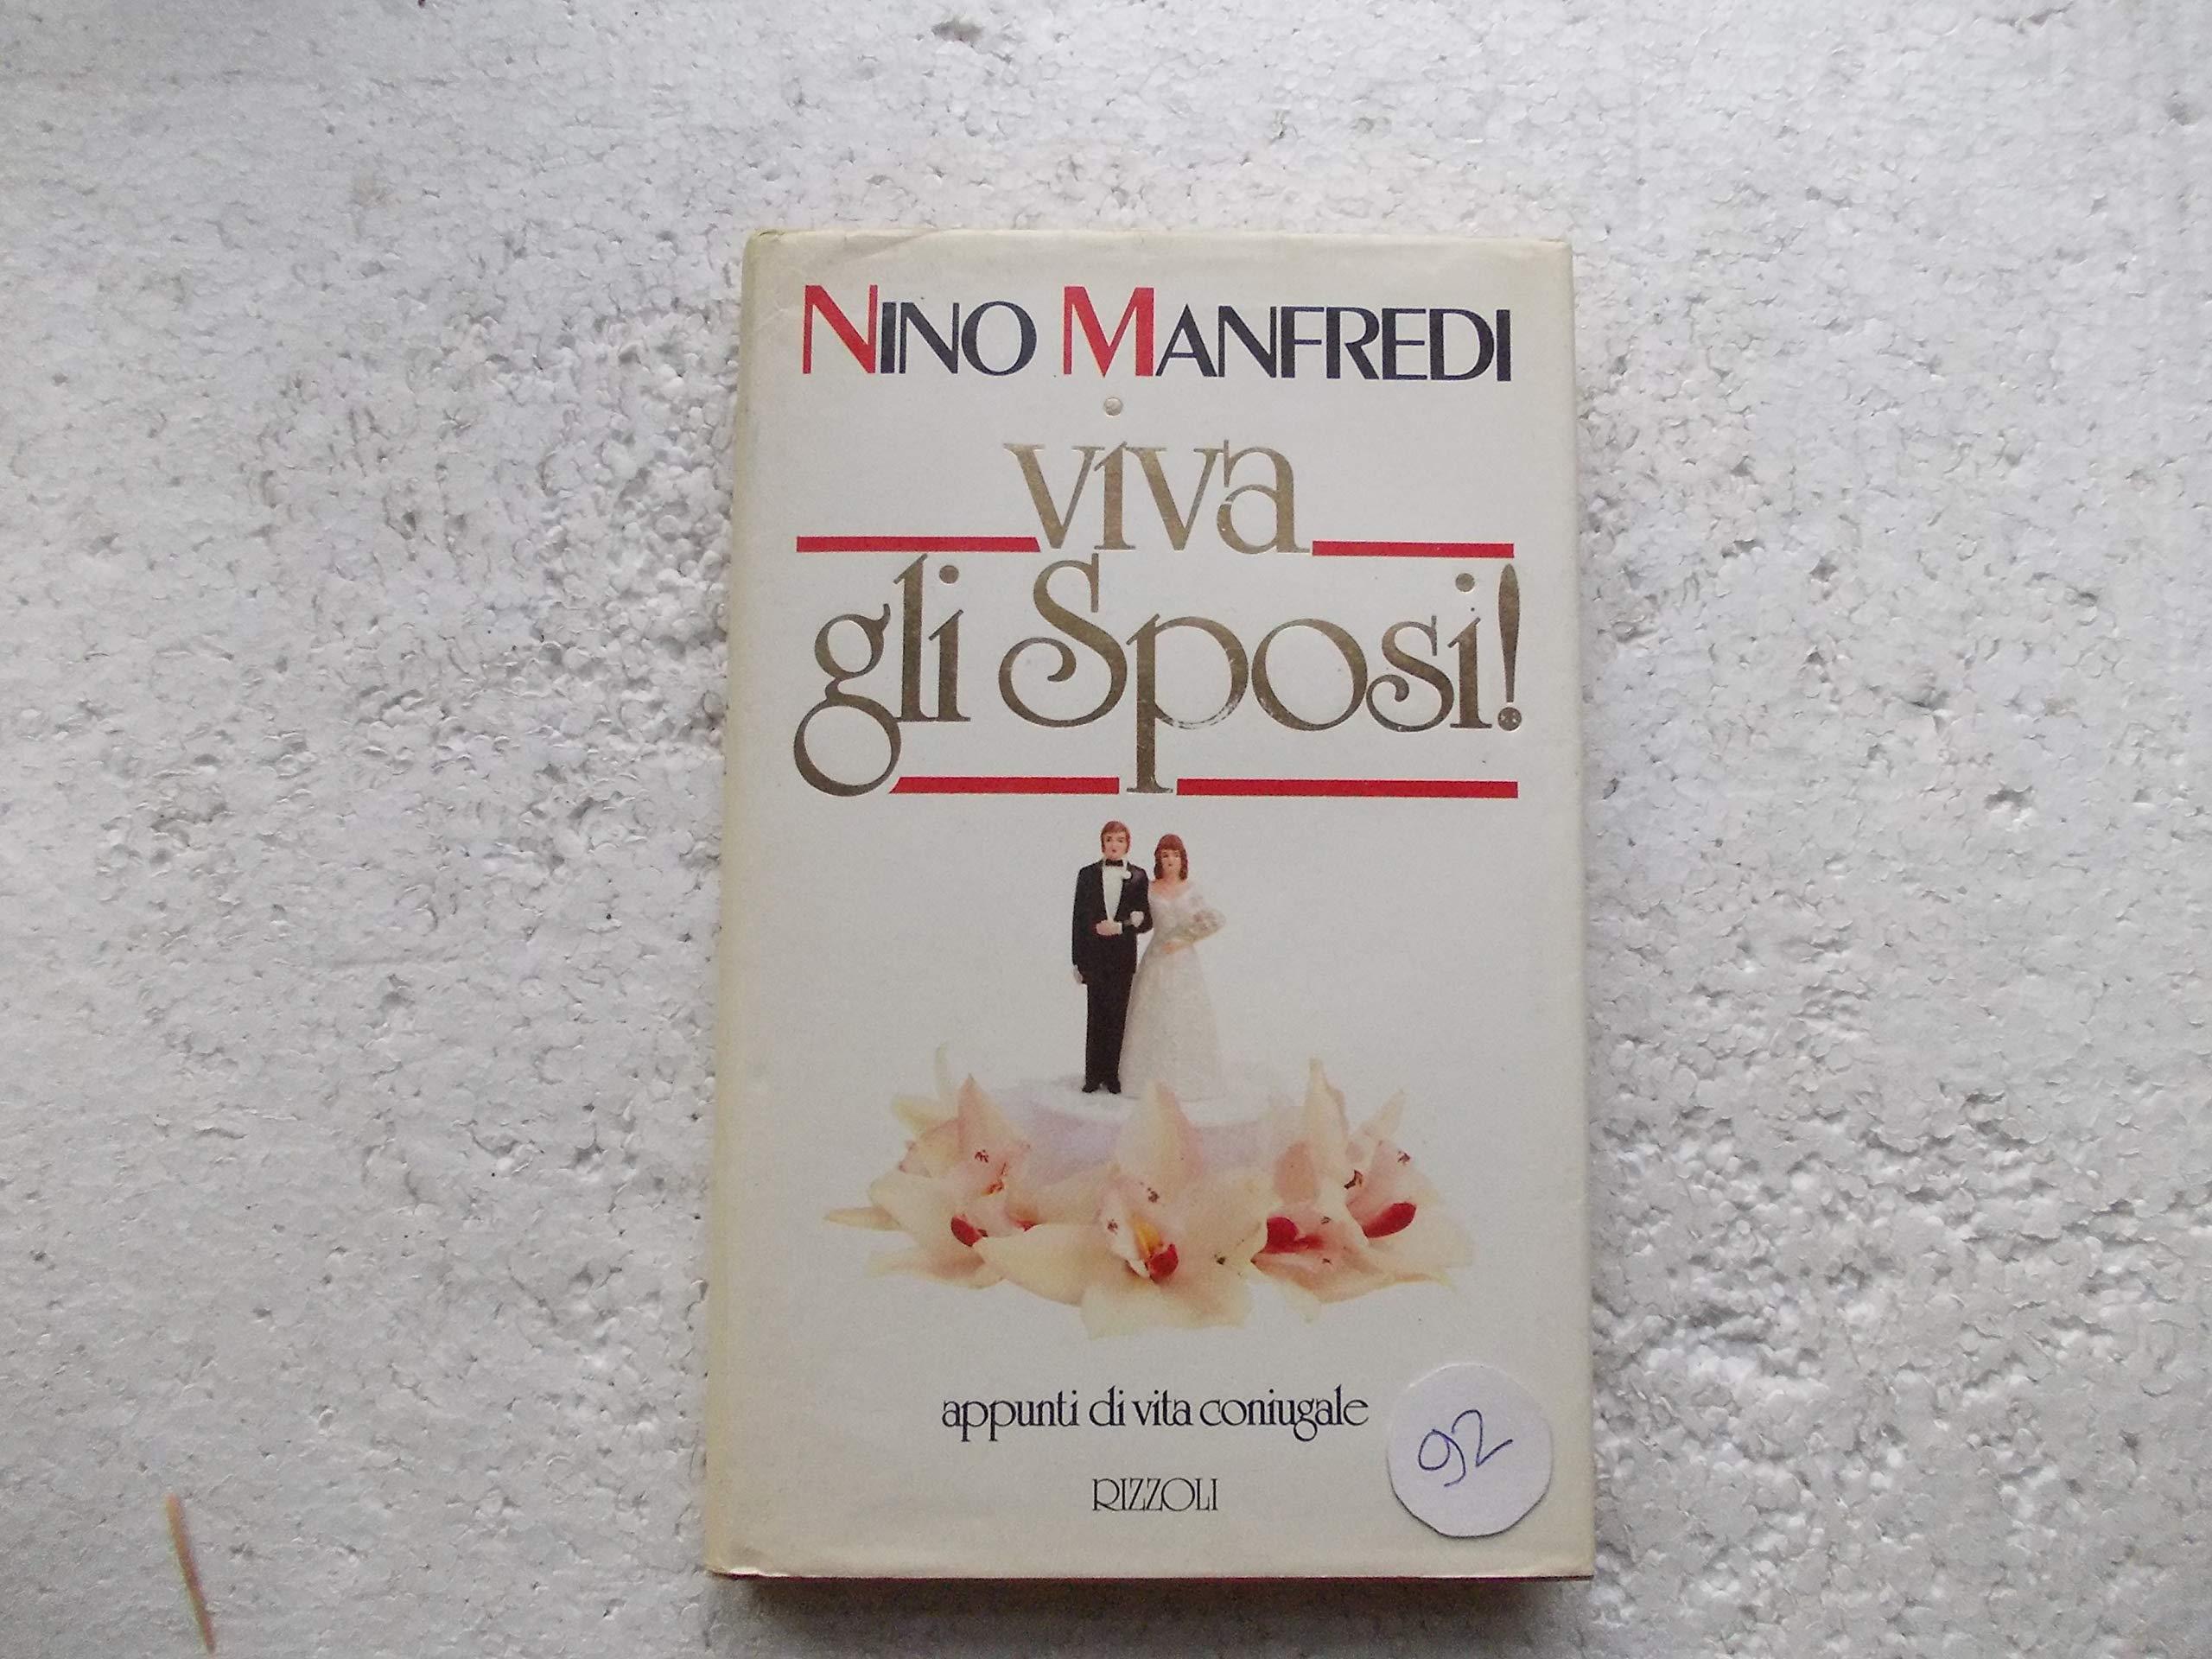 NINO MANFREDI
viva
gli Sposi!
appunti di vita coniugale
RIZZOLI
92